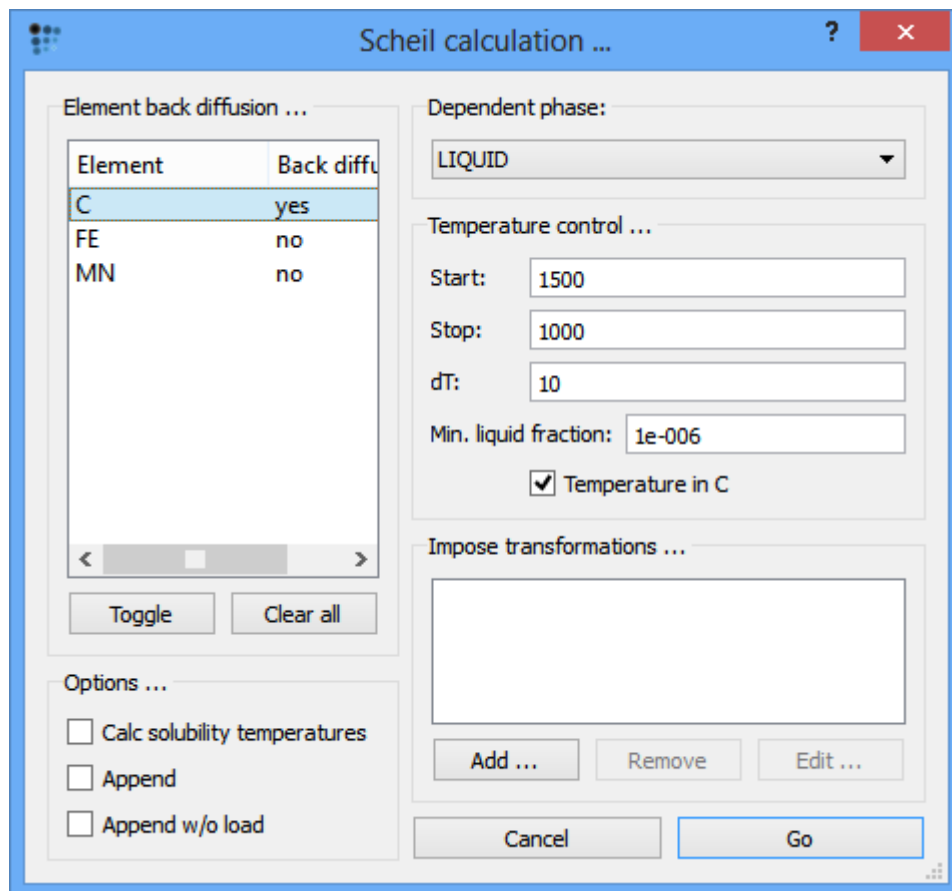 Scheil calculation ...
?
Element back diffusion ...
Element Back diffu
C yes
FE no
MN no
Toggle Clear all
Options ...
Calc solubility temperatures
Append
Append w/o load
Dependent phase:
LIQUID
Temperature control ...
Start: 1500
Stop: 1000
dT: 10
Min. liquid fraction: 1e-006
Temperature in C
Impose transformations ...
Add ... Remove Edit ...
Cancel Go